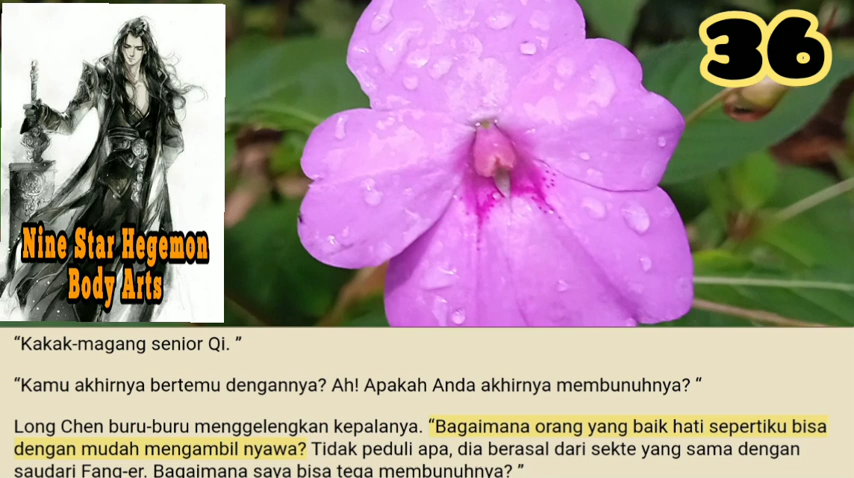 36
Nine Star Hegemon
Body Arts
“Kakak-magang senior Qi. ”
“Kamu akhirnya bertemu dengannya? Ah! Apakah Anda akhirnya membunuhnya? “
Long Chen buru-buru menggelengkan kepalanya. “Bagaimana orang yang baik hati sepertiku bisa
dengan mudah mengambil nyawa? Tidak peduli apa, dia berasal dari sekte yang sama dengan
saudari Fang-er. Bagaimana saya bisa tega membunuhnya? ”